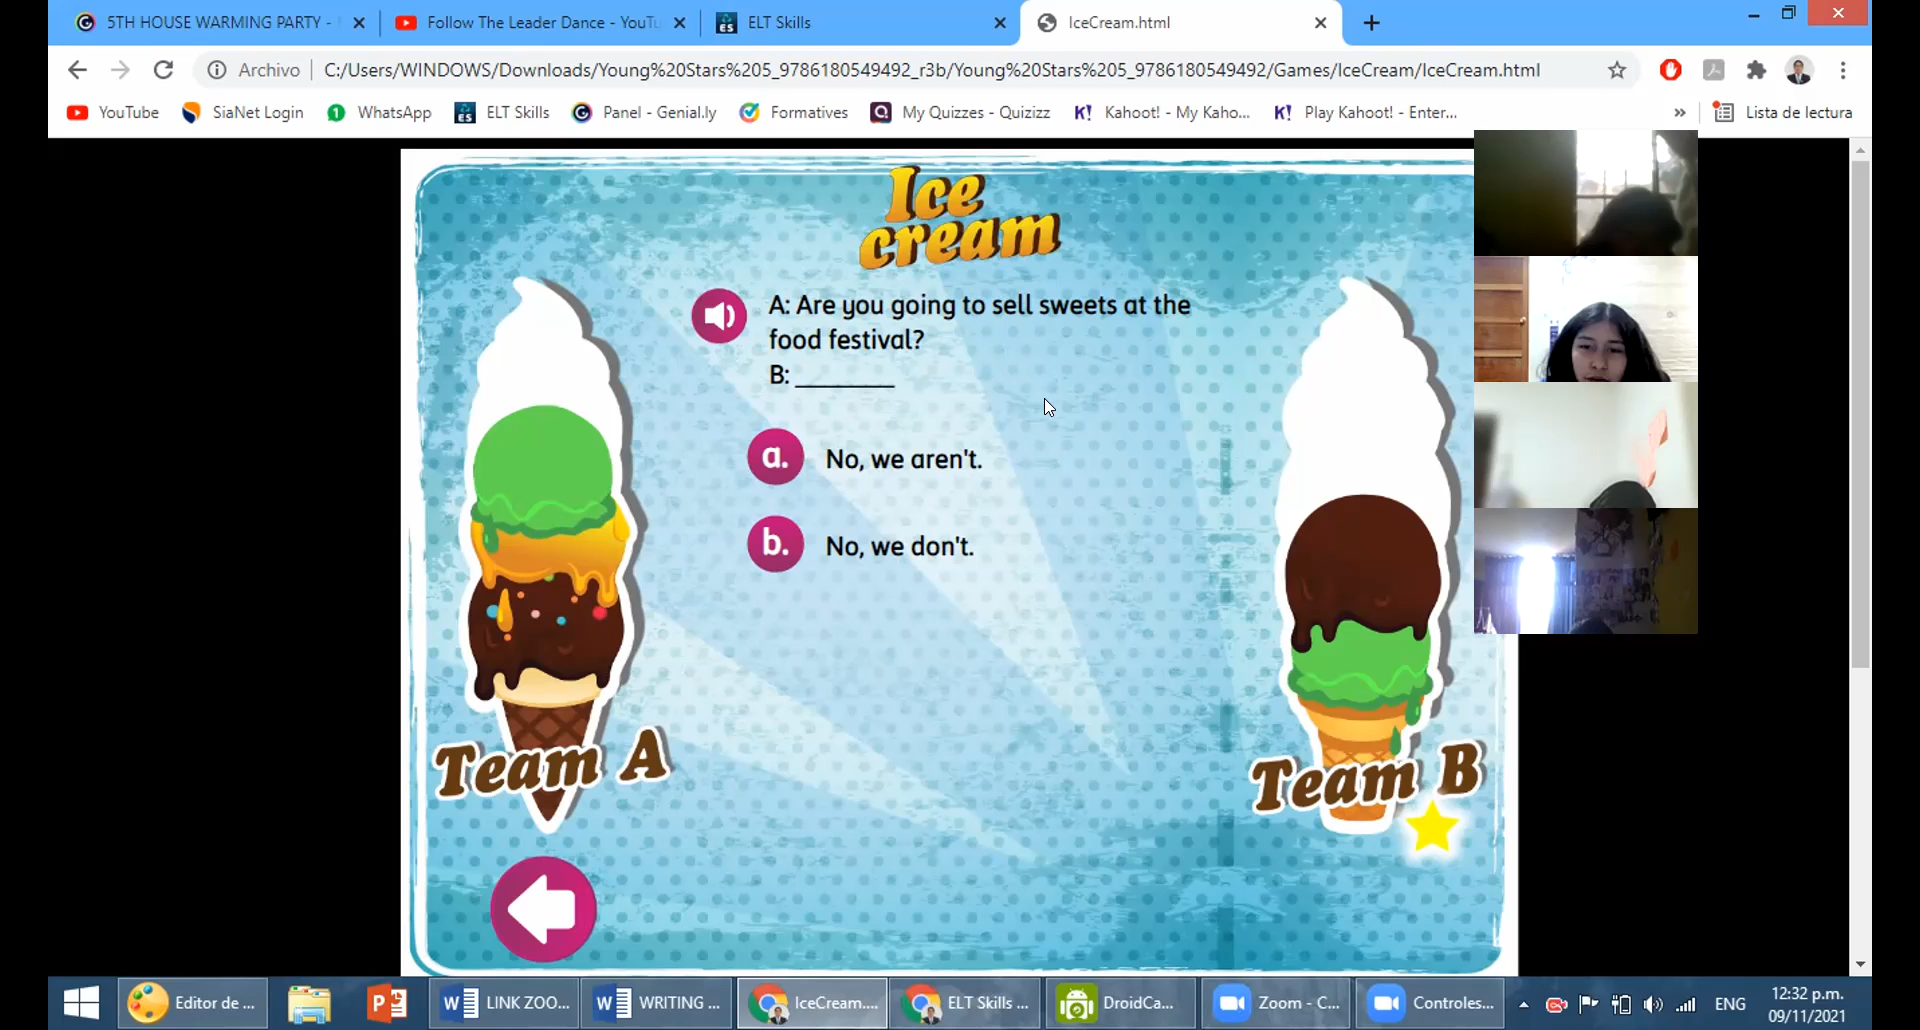 5TH HOUSE WARMING PARTY -
Follow The Leader Dance - YouTu
ELT Skills
IceCream.html
Archivo
C:/Users/WINDOWS/Downloads/Young%20Stars%205_9786180549492_r3b/Young%20Stars%205_9786180549492/Games/IceCream/IceCream.html
YouTube
SiaNet Login
WhatsApp
ELT Skills
Panel - Genial.ly
Formatives
My Quizzes - Quizizz
Kahoot! - My Kaho...
Play Kahoot! - Enter...
»
Lista de lectura
Ice
cream
A: Are you going to sell sweets at the
food festival?
B: ________
a. No, we aren't.
b. No, we don't.
Team A
Team B
Editor de ...
LINK ZOO...
WRITING ...
IceCream....
ELT Skills ...
DroidCa...
Zoom - C...
Controles...
ENG
12:32 p.m.
09/11/2021